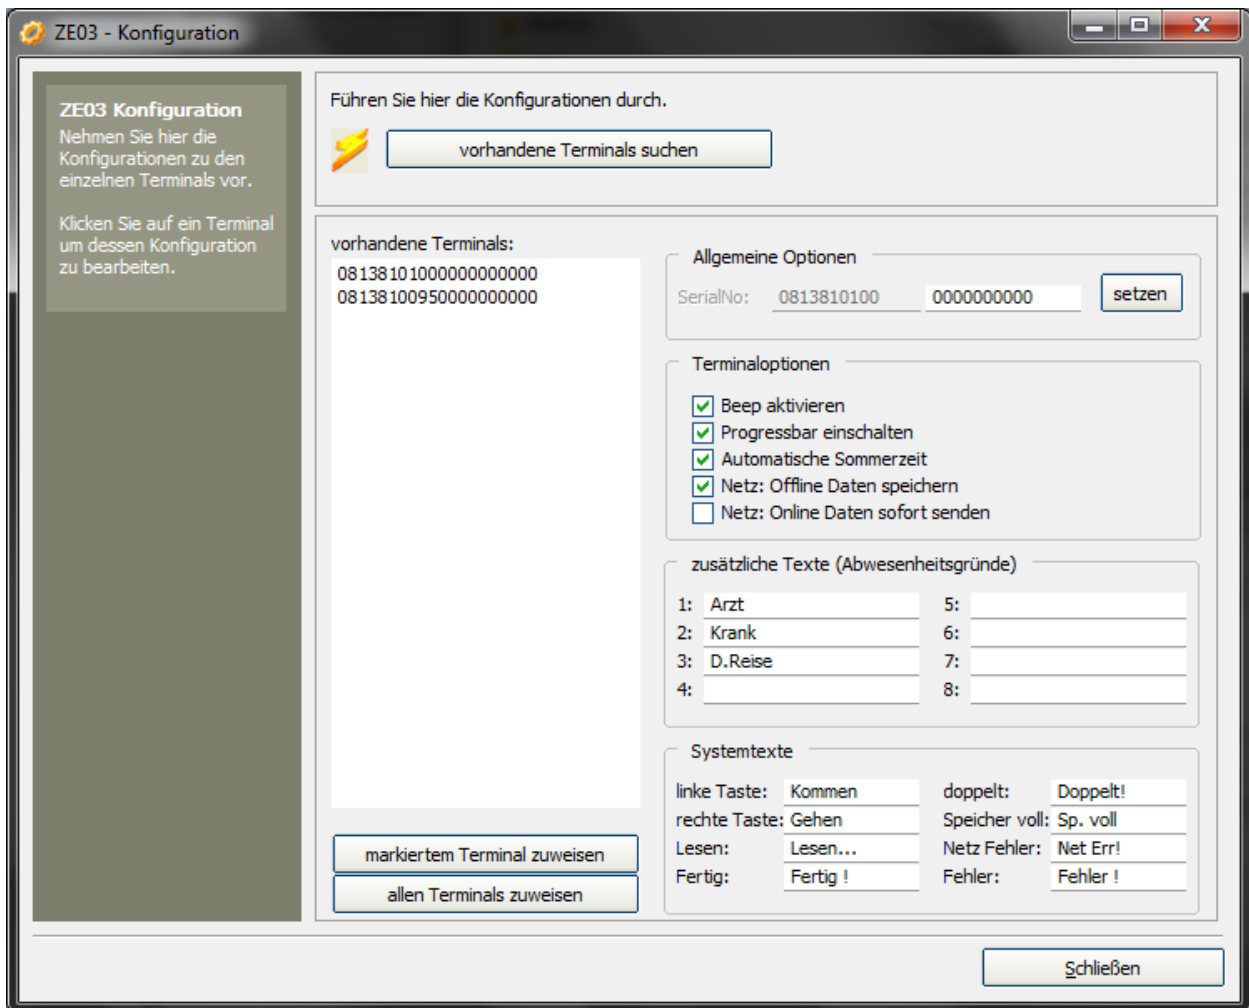 ZE03 - Konfiguration
ZE03 Konfiguration
Nehmen Sie hier die
Konfigurationen zu den
einzelnen Terminals vor.
Klicken Sie auf ein Terminal
um dessen Konfiguration
zu bearbeiten.
Führen Sie hier die Konfigurationen durch.
vorhandene Terminals suchen
vorhandene Terminals:
08138101000000000000
08138100950000000000
markiertem Terminal zuweisen
allen Terminals zuweisen
Allgemeine Optionen
SerialNo: 0813810100 0000000000 setzen
Terminaloptionen
Beep aktivieren
Progressbar einschalten
Automatische Sommerzeit
Netz: Offline Daten speichern
Netz: Online Daten sofort senden
zusätzliche Texte (Abwesenheitsgründe)
1: Arzt 5:
2: Krank 6:
3: D.Reise 7:
4: 8:
Systemtexte
linke Taste: Kommen doppelt: Doppelt!
rechte Taste: Gehen Speicher voll: Sp. voll
Lesen: Lesen... Netz Fehler: Net Err!
Fertig: Fertig ! Fehler: Fehler !
Schließen